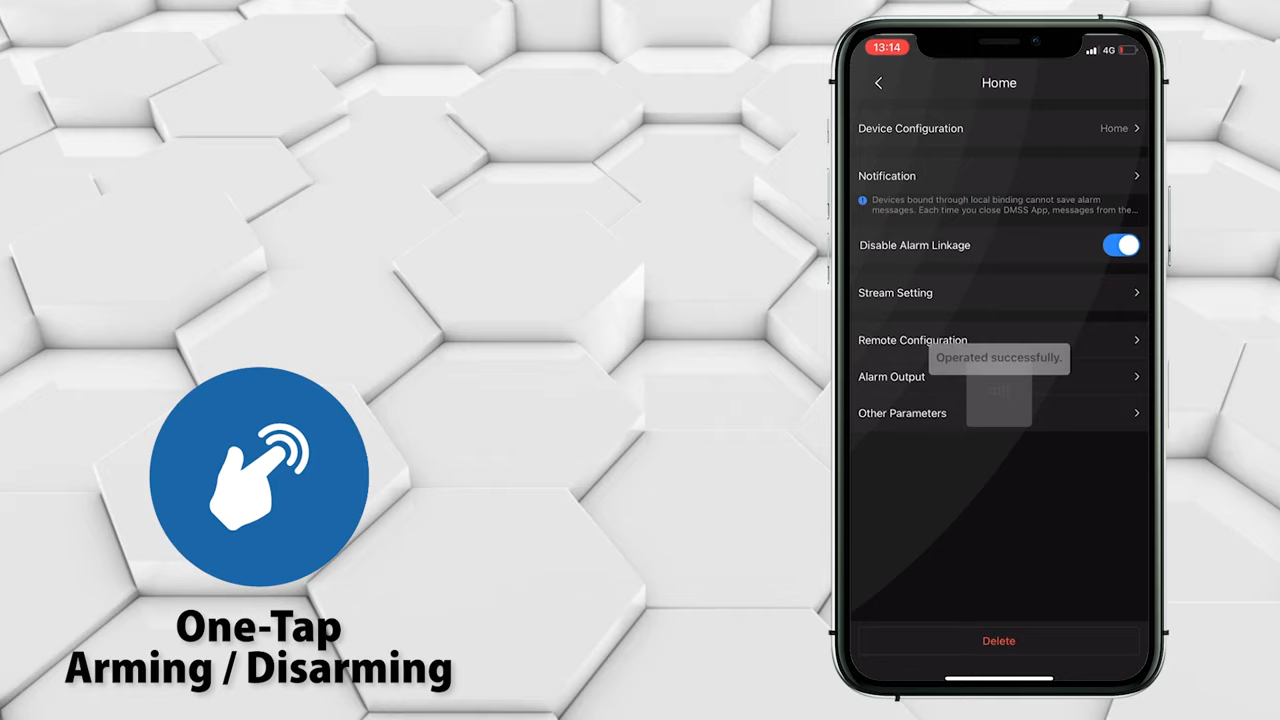 13:14
4G
Home
Device Configuration
Home
Notification
Devices bound through local binding cannot save alarm
messages. Each time you close DMSS App, messages from the...
Disable Alarm Linkage
Stream Setting
Remote Configuration
Operated successfully.
Alarm Output
Other Parameters
Delete
One-Tap
Arming / Disarming